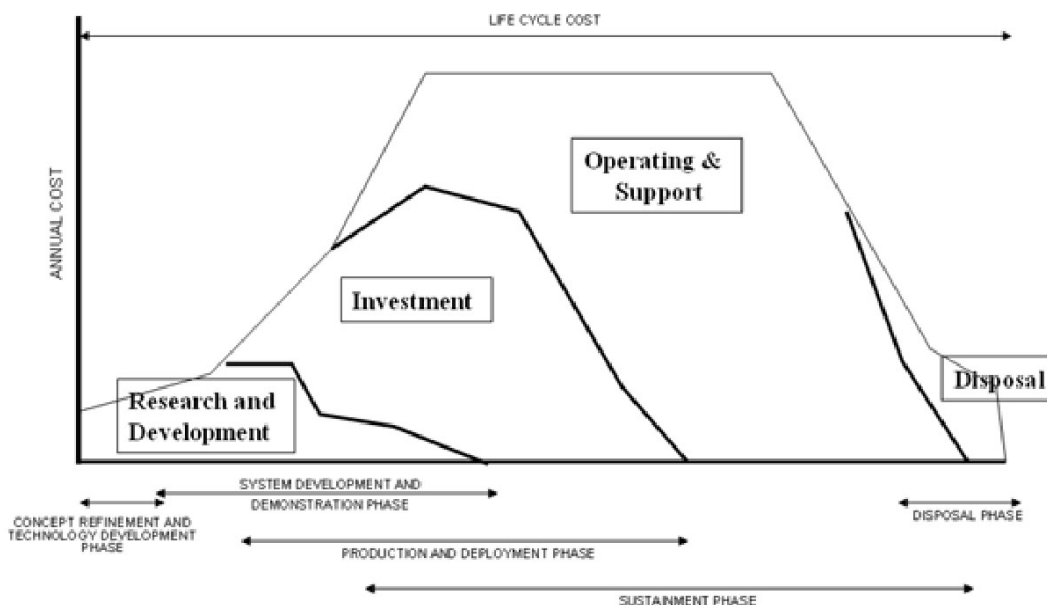 LIFE CYCLE COST
ANNUAL COST
Operating &
Support
Investment
Research and
Development
Disposal
SYSTEM DEVELOPMENT AND
DEMONSTRATION PHASE
CONCEPT REFINEMENT AND
TECHNOLOGY DEVELOPMENT
PHASE
DISPOSAL PHASE
PRODUCTION AND DEPLOYMENT PHASE
SUSTAINMENT PHASE